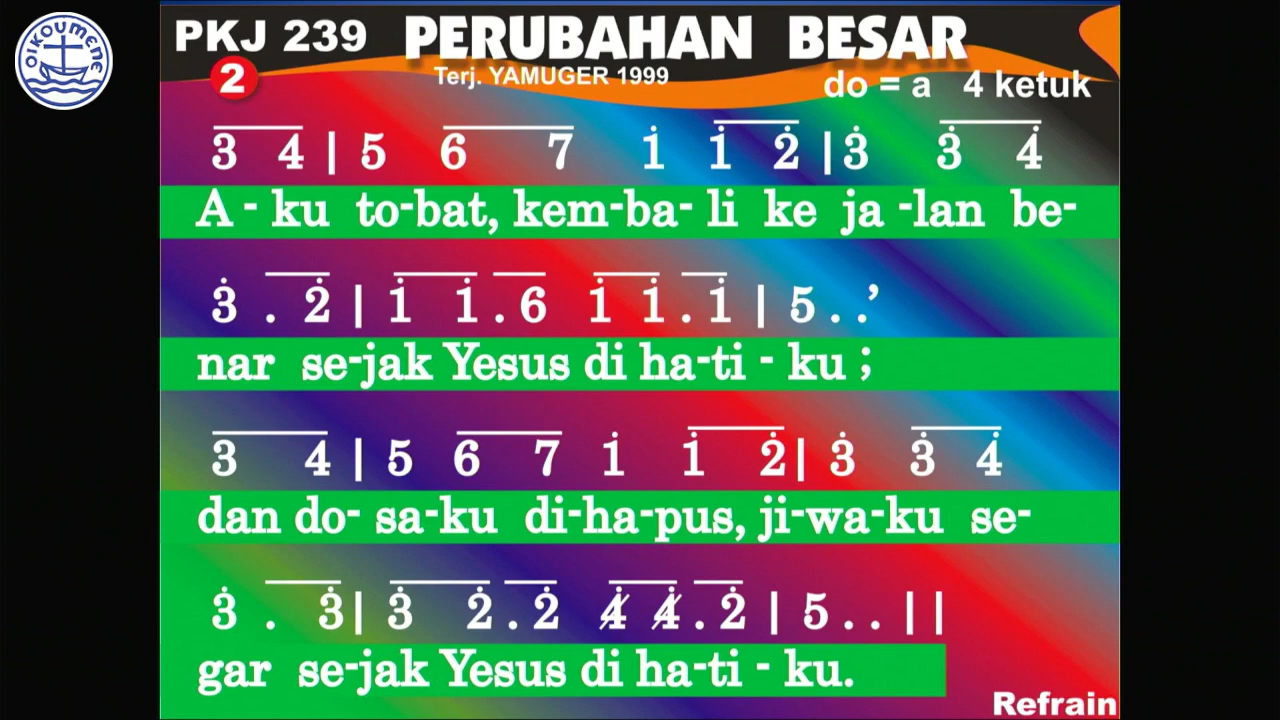 OIKOUMENE
PKJ 239 PERUBAHAN BESAR
2 Terj. YAMUGER 1999 do = a 4 ketuk
3 4 | 5 6 7 1̇ 1̇ 2̇ | 3̇ 3̇ 4̇
A - ku to-bat, kem-ba- li ke ja -lan be-
3̇ . 2̇ | 1̇ 1̇ . 6 1̇ 1̇ . 1̇ | 5 . .’
nar se-jak Yesus di ha-ti - ku ;
3 4 | 5 6 7 1̇ 1̇ 2̇ | 3̇ 3̇ 4̇
dan do- sa-ku di-ha-pus, ji-wa-ku se-
3̇ . 3̇ | 3̇ 2̇ . 2̇ 4̸̇ 4̸̇ . 2̇ | 5 . . | |
gar se-jak Yesus di ha-ti - ku.
Refrain